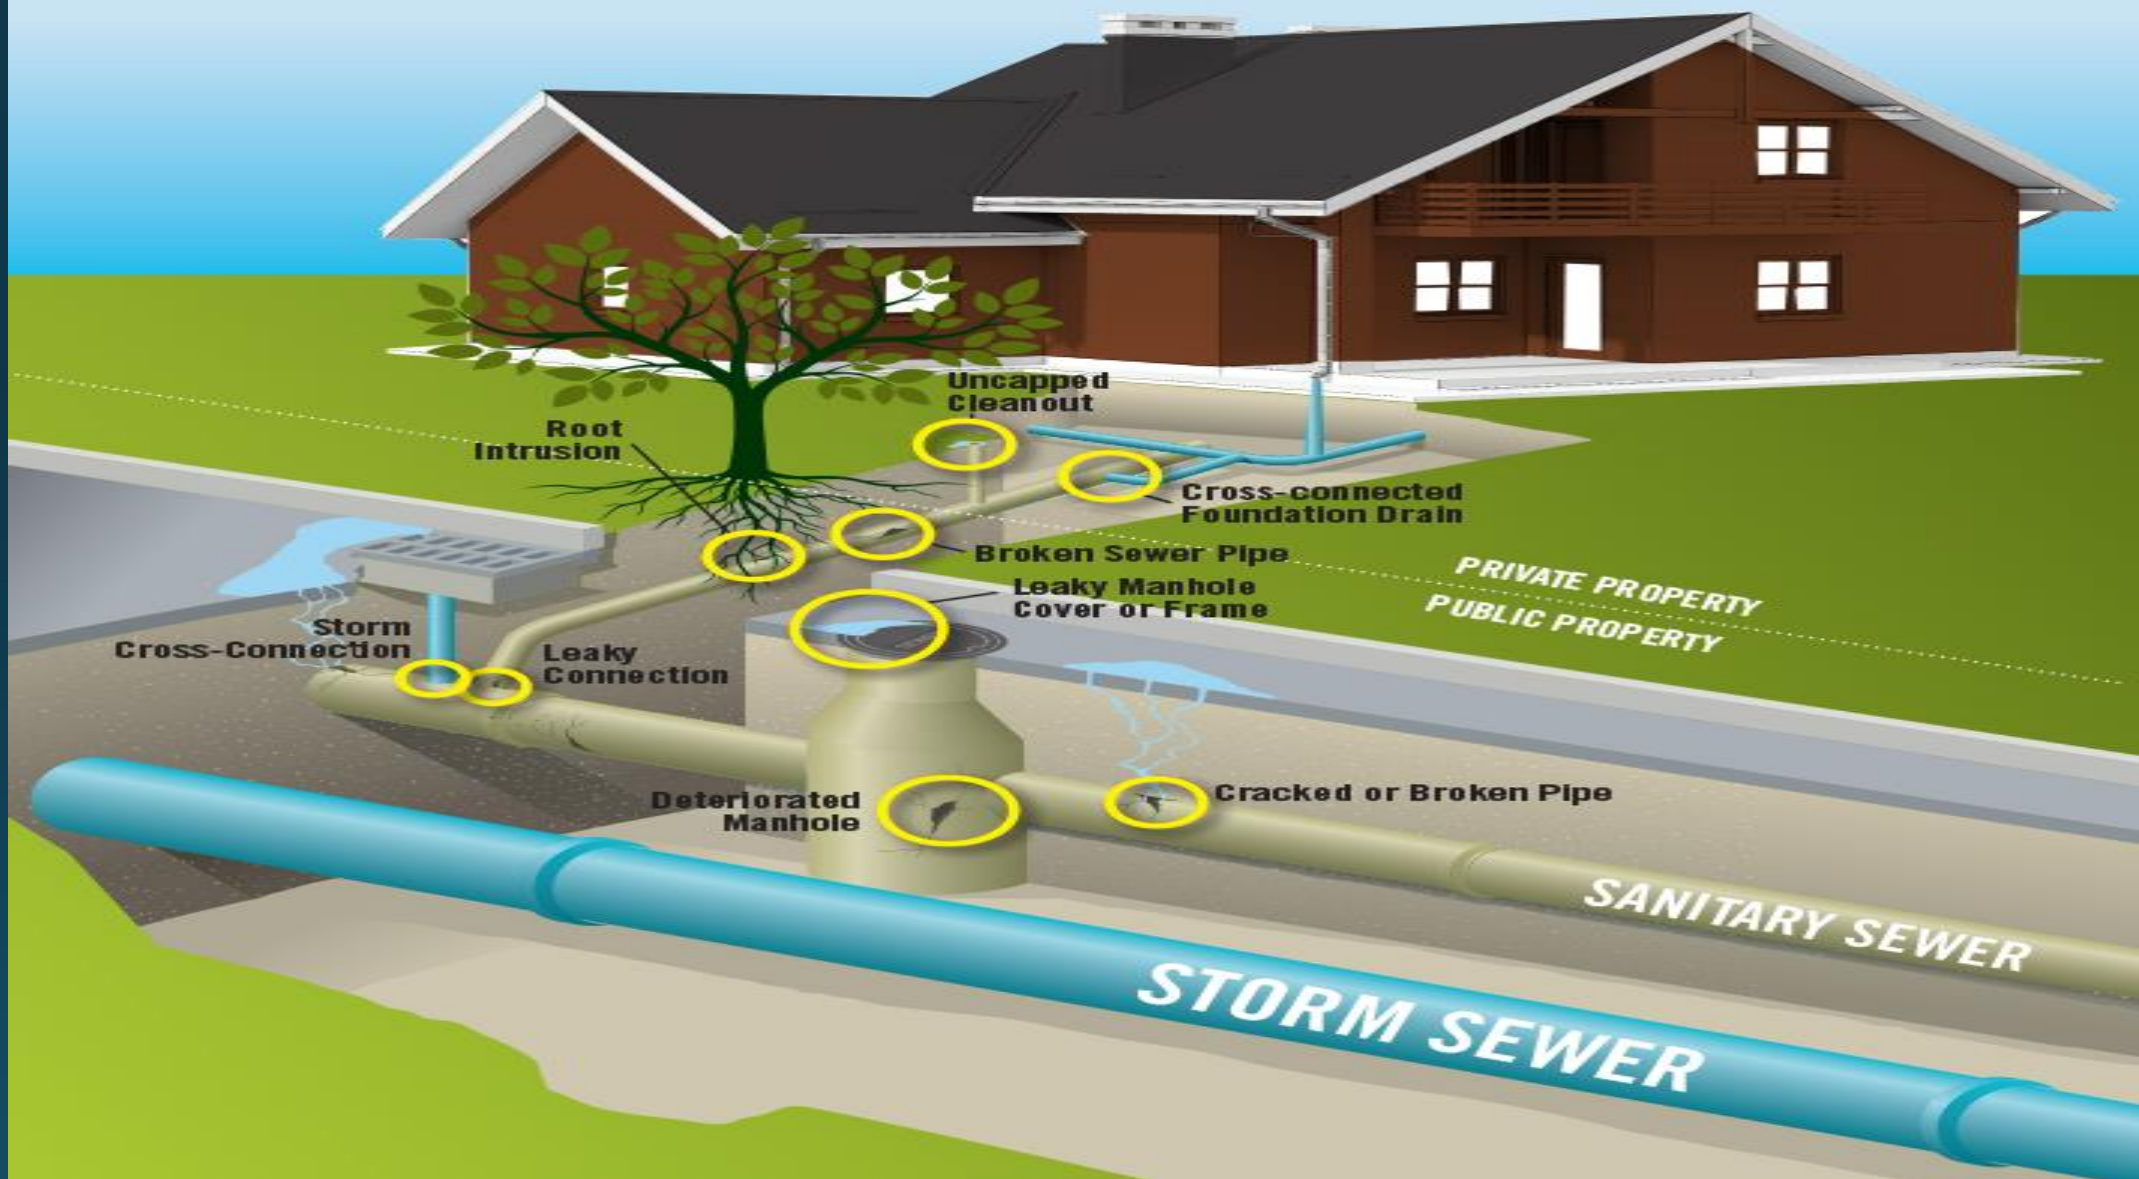 Uncapped
Cleanout
Root
Intrusion
Cross-connected
Foundation Drain
Broken Sewer Pipe
Leaky Manhole
Cover or Frame
PRIVATE PROPERTY
PUBLIC PROPERTY
Storm
Cross-Connection
Leaky
Connection
Deteriorated
Manhole
Cracked or Broken Pipe
SANITARY SEWER
STORM SEWER